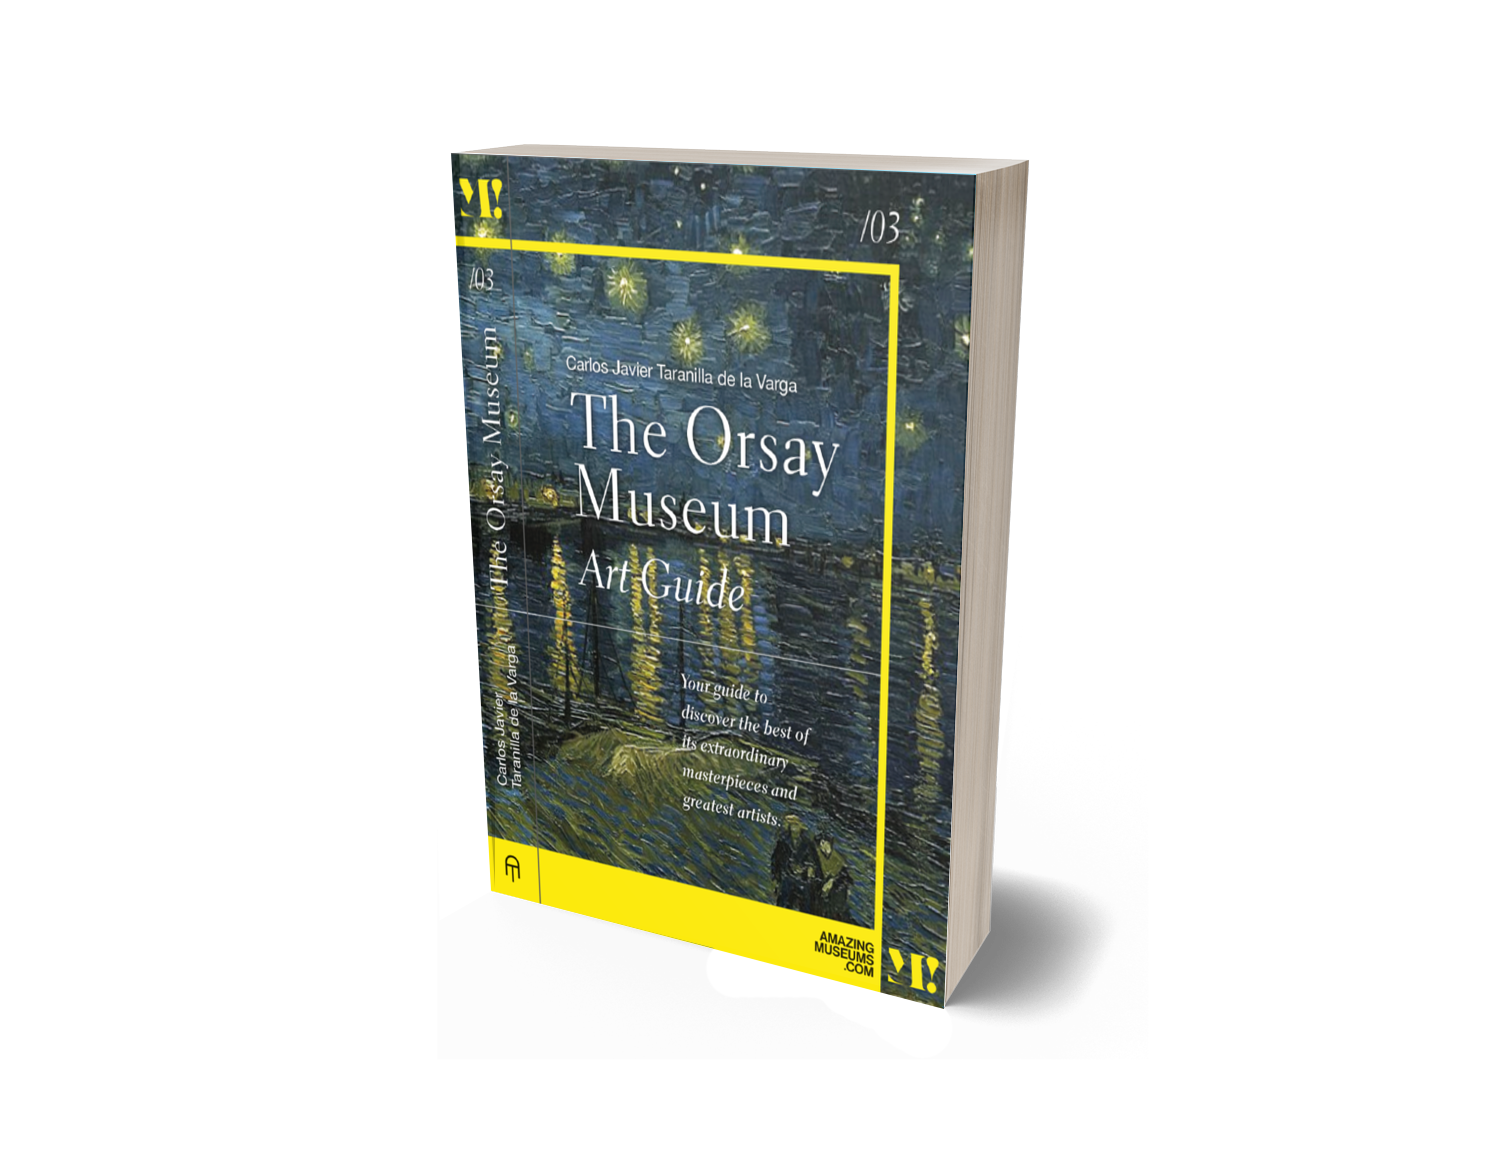 M!
/03
The Orsay Museum
Carlos Javier
Taranilla de la Varga
/03
Carlos Javier Taranilla de la Varga
The Orsay
Museum
Art Guide
Your guide to
discover the best of
its extraordinary
masterpieces and
greatest artists.
AMAZING
MUSEUMS
.COM
M!